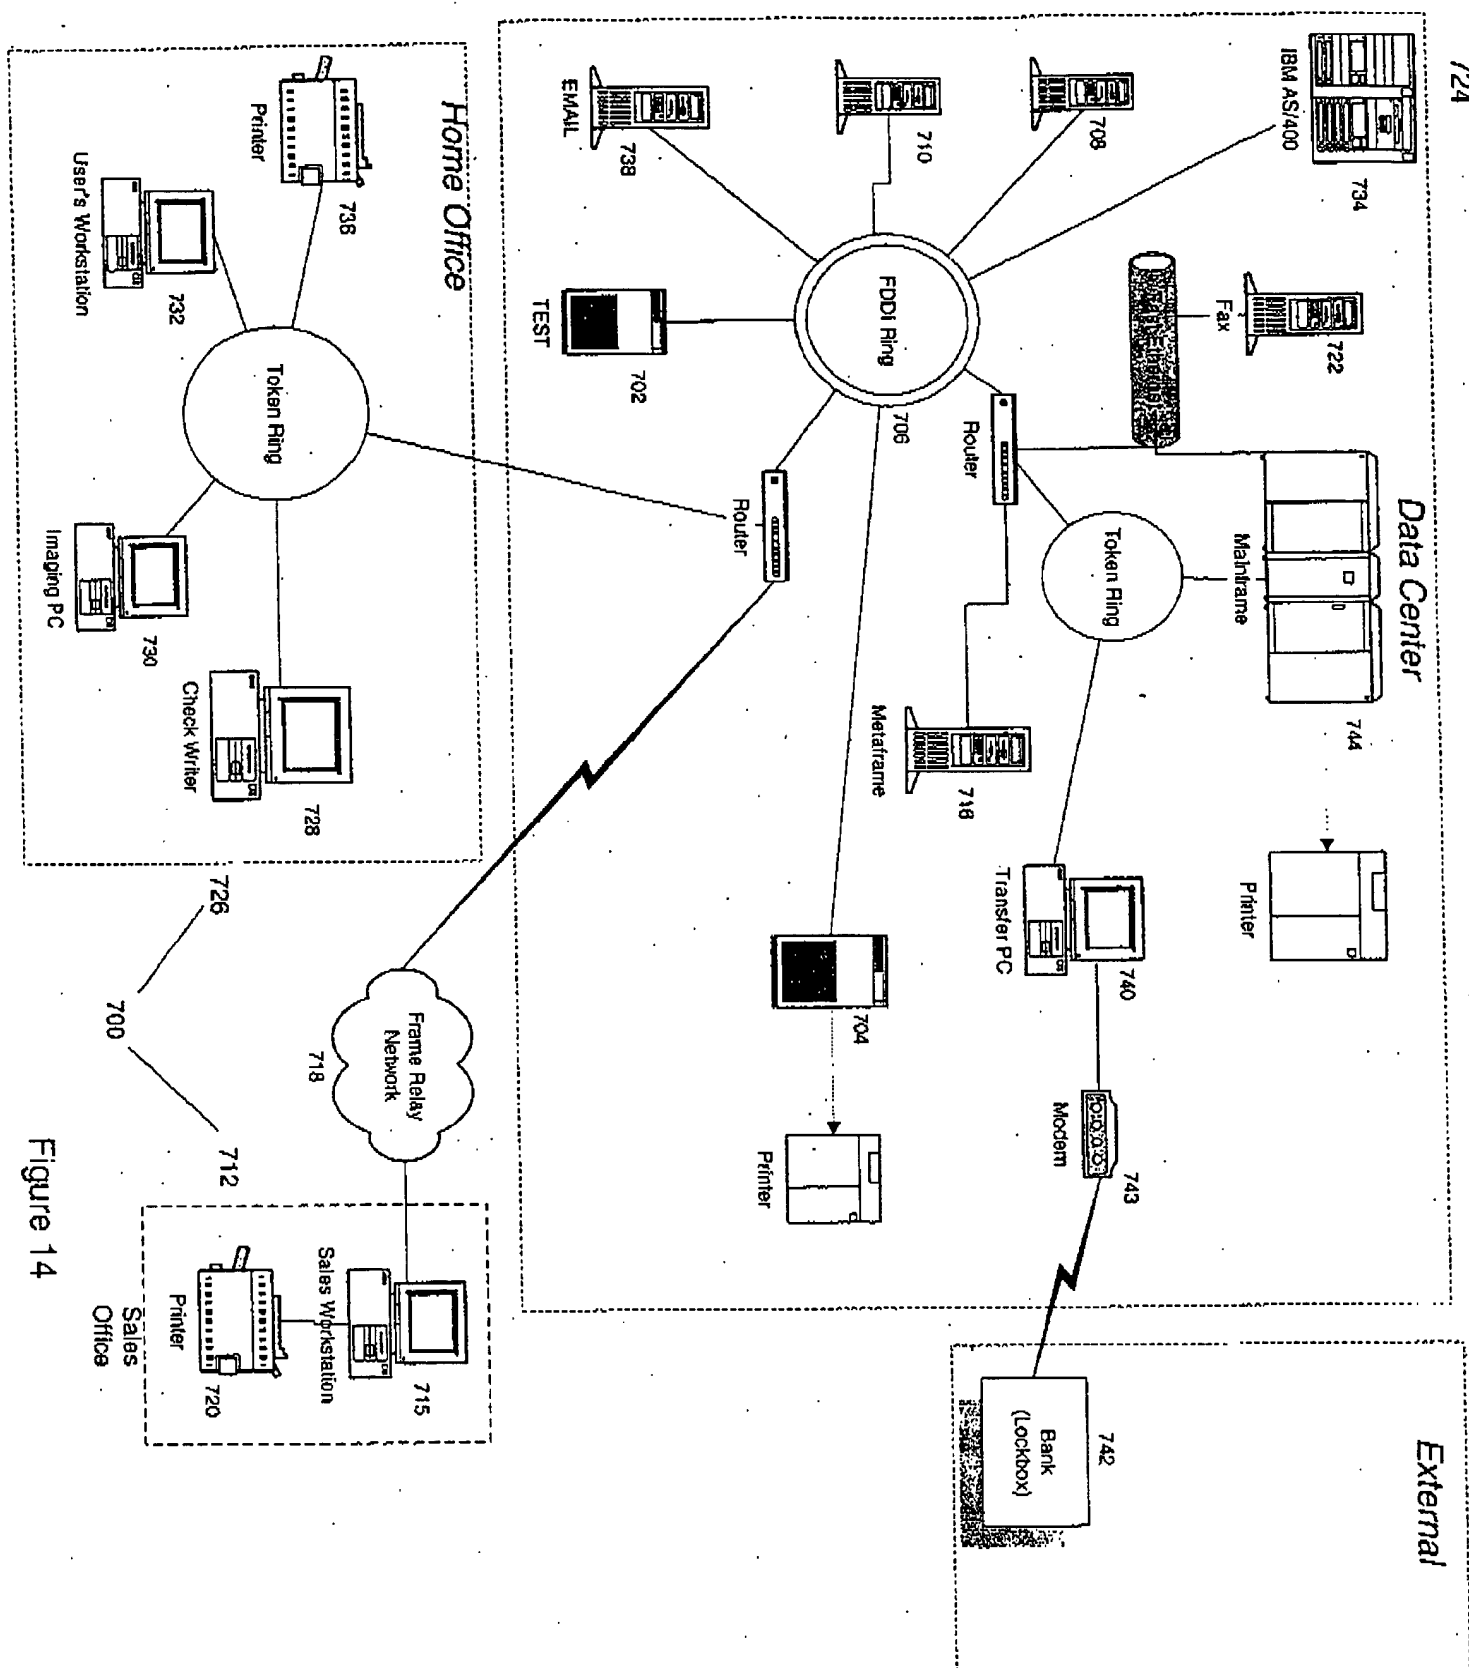 724
Data Center
External
IBM AS/400
734
708
710
EMAIL
738
Fax
722
Mainframe
744
Printer
FDDI Ring
706
Router
Token Ring
Metaframe
716
Transfer PC
740
Modem
743
Bank
(Lockbox)
742
TEST
702
Router
704
Printer
Home Office
Printer
736
User's Workstation
732
Token Ring
Imaging PC
730
Check Writer
728
726
700
712
Frame Relay
Network
718
Sales Workstation
715
Printer
720
Sales
Office
Figure 14